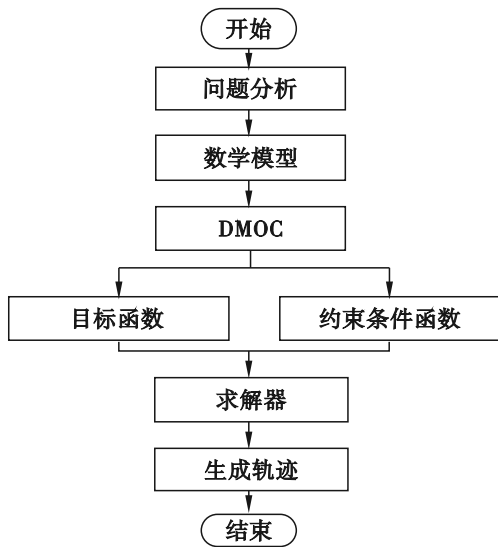 开始
问题分析
数学模型
DMOC
目标函数
约束条件函数
求解器
生成轨迹
结束